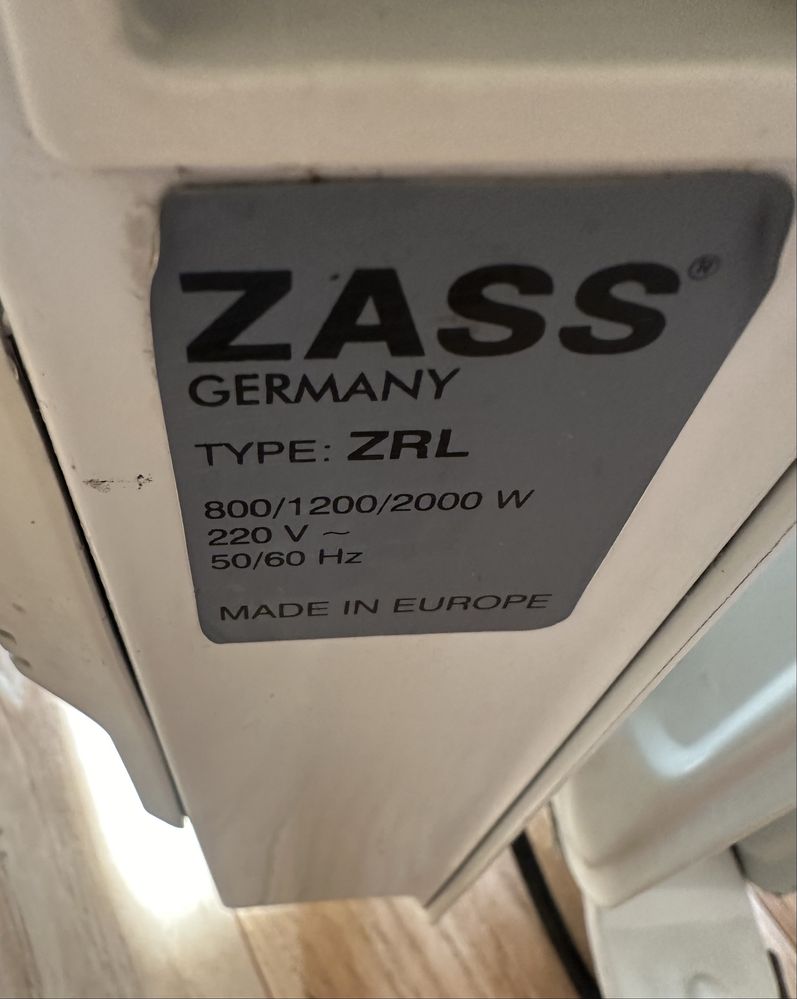 ZASS®
GERMANY
TYPE: ZRL
800/1200/2000 W
220 V ~
50/60 Hz
MADE IN EUROPE